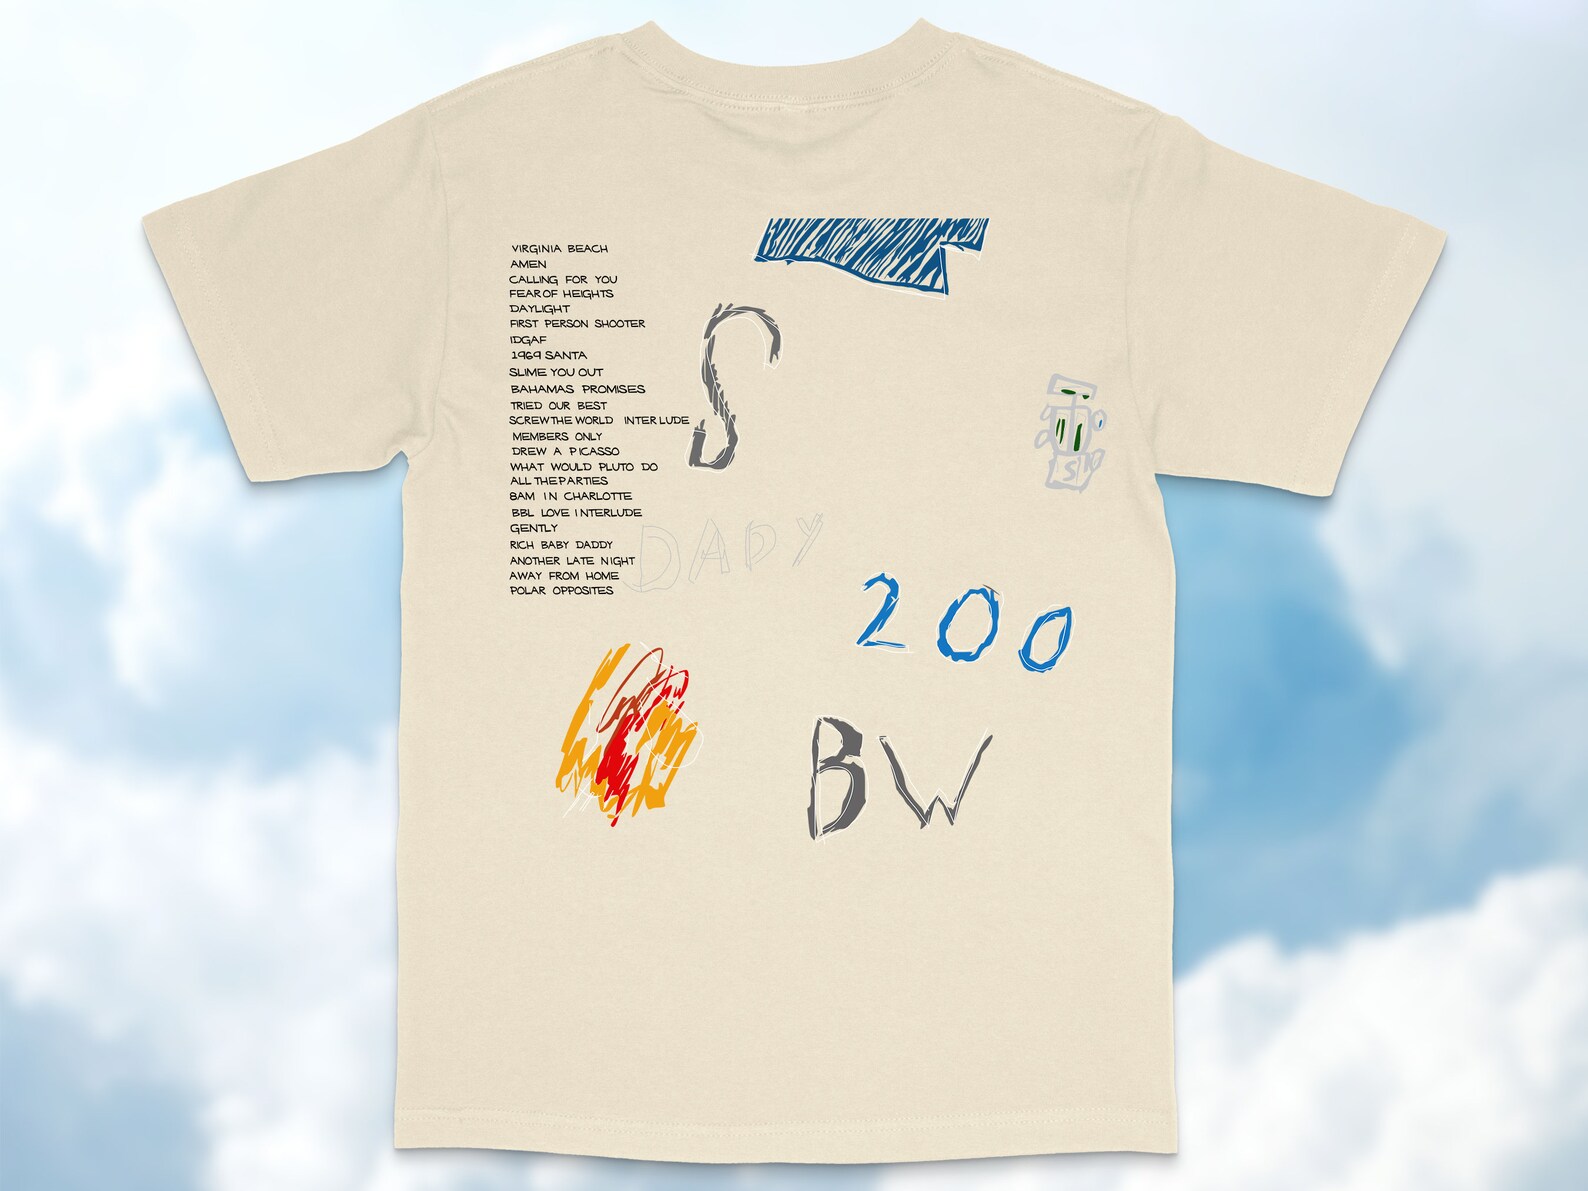 VIRGINIA BEACH
AMEN
CALLING FOR YOU
FEAR OF HEIGHTS
DAYLIGHT
FIRST PERSON SHOOTER
IDGAF
1969 SANTA
SLIME YOU OUT
BAHAMAS PROMISES
TRIED OUR BEST
SCREW THE WORLD INTERLUDE
MEMBERS ONLY
DREW A PICASSO
WHAT WOULD PLUTO DO
ALL THE PARTIES
8AM IN CHARLOTTE
BBL LOVE INTERLUDE
GENTLY
RICH BABY DADDY
ANOTHER LATE NIGHT
AWAY FROM HOME
POLAR OPPOSITES
S
DADY
200
BW